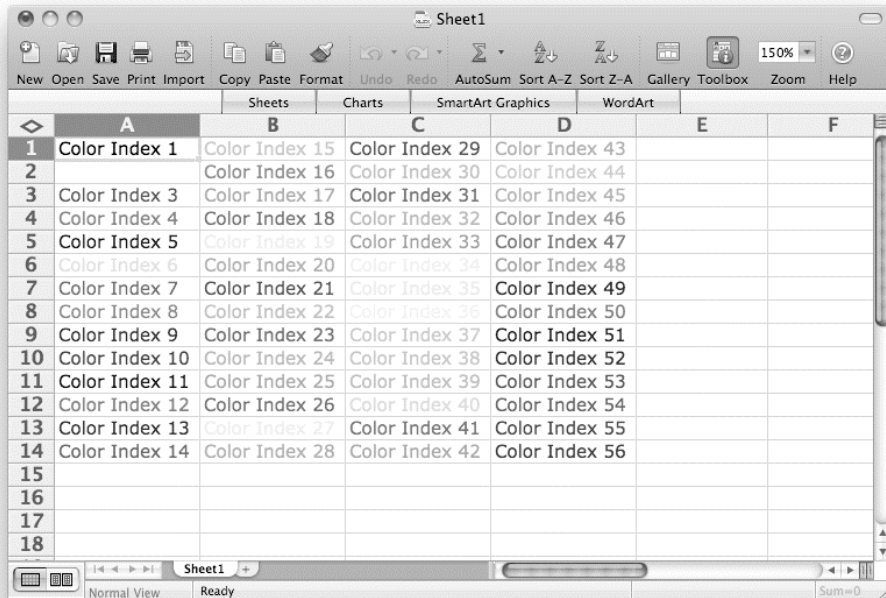 Sheet1
New Open Save Print Import Copy Paste Format Undo Redo AutoSum Sort A-Z Sort Z-A Gallery Toolbox 150% Zoom Help
Sheets Charts SmartArt Graphics WordArt
A B C D E F
1 Color Index 1 Color Index 15 Color Index 29 Color Index 43
2 Color Index 16 Color Index 30 Color Index 44
3 Color Index 3 Color Index 17 Color Index 31 Color Index 45
4 Color Index 4 Color Index 18 Color Index 32 Color Index 46
5 Color Index 5 Color Index 19 Color Index 33 Color Index 47
6 Color Index 6 Color Index 20 Color Index 34 Color Index 48
7 Color Index 7 Color Index 21 Color Index 35 Color Index 49
8 Color Index 8 Color Index 22 Color Index 36 Color Index 50
9 Color Index 9 Color Index 23 Color Index 37 Color Index 51
10 Color Index 10 Color Index 24 Color Index 38 Color Index 52
11 Color Index 11 Color Index 25 Color Index 39 Color Index 53
12 Color Index 12 Color Index 26 Color Index 40 Color Index 54
13 Color Index 13 Color Index 27 Color Index 41 Color Index 55
14 Color Index 14 Color Index 28 Color Index 42 Color Index 56
15
16
17
18
Sheet1
Normal View Ready Sum=0